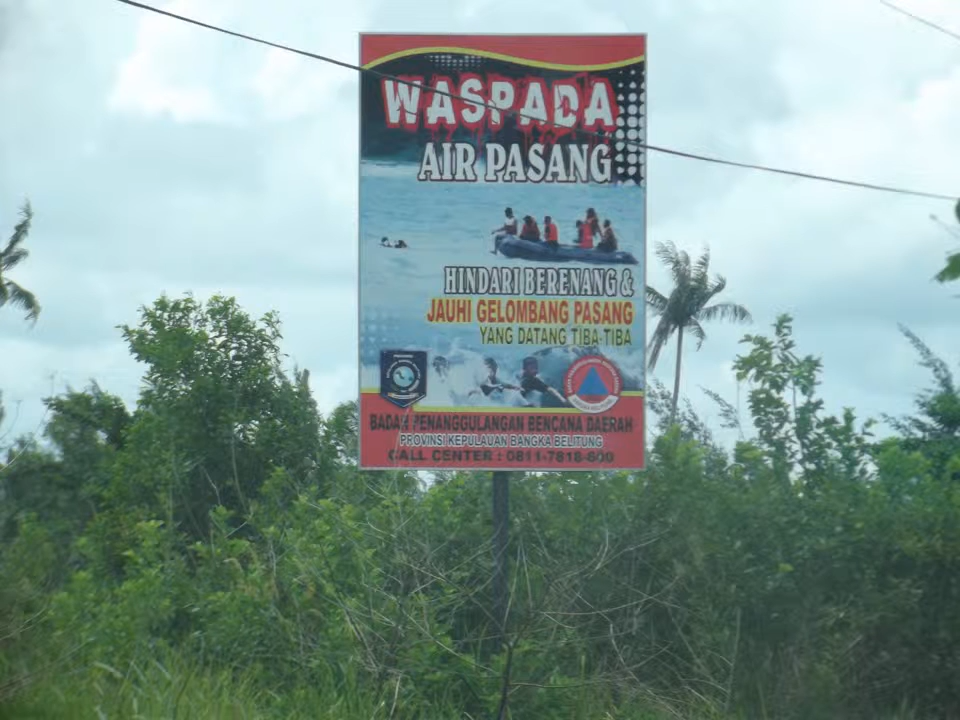 WASPADA
AIR PASANG
HINDARI BERENANG &
JAUHI GELOMBANG PASANG
YANG DATANG TIBA-TIBA
BADAN PENANGGULANGAN BENCANA DAERAH
PROVINSI KEPULAUAN BANGKA BELITUNG
CALL CENTER : 0811-7818-600